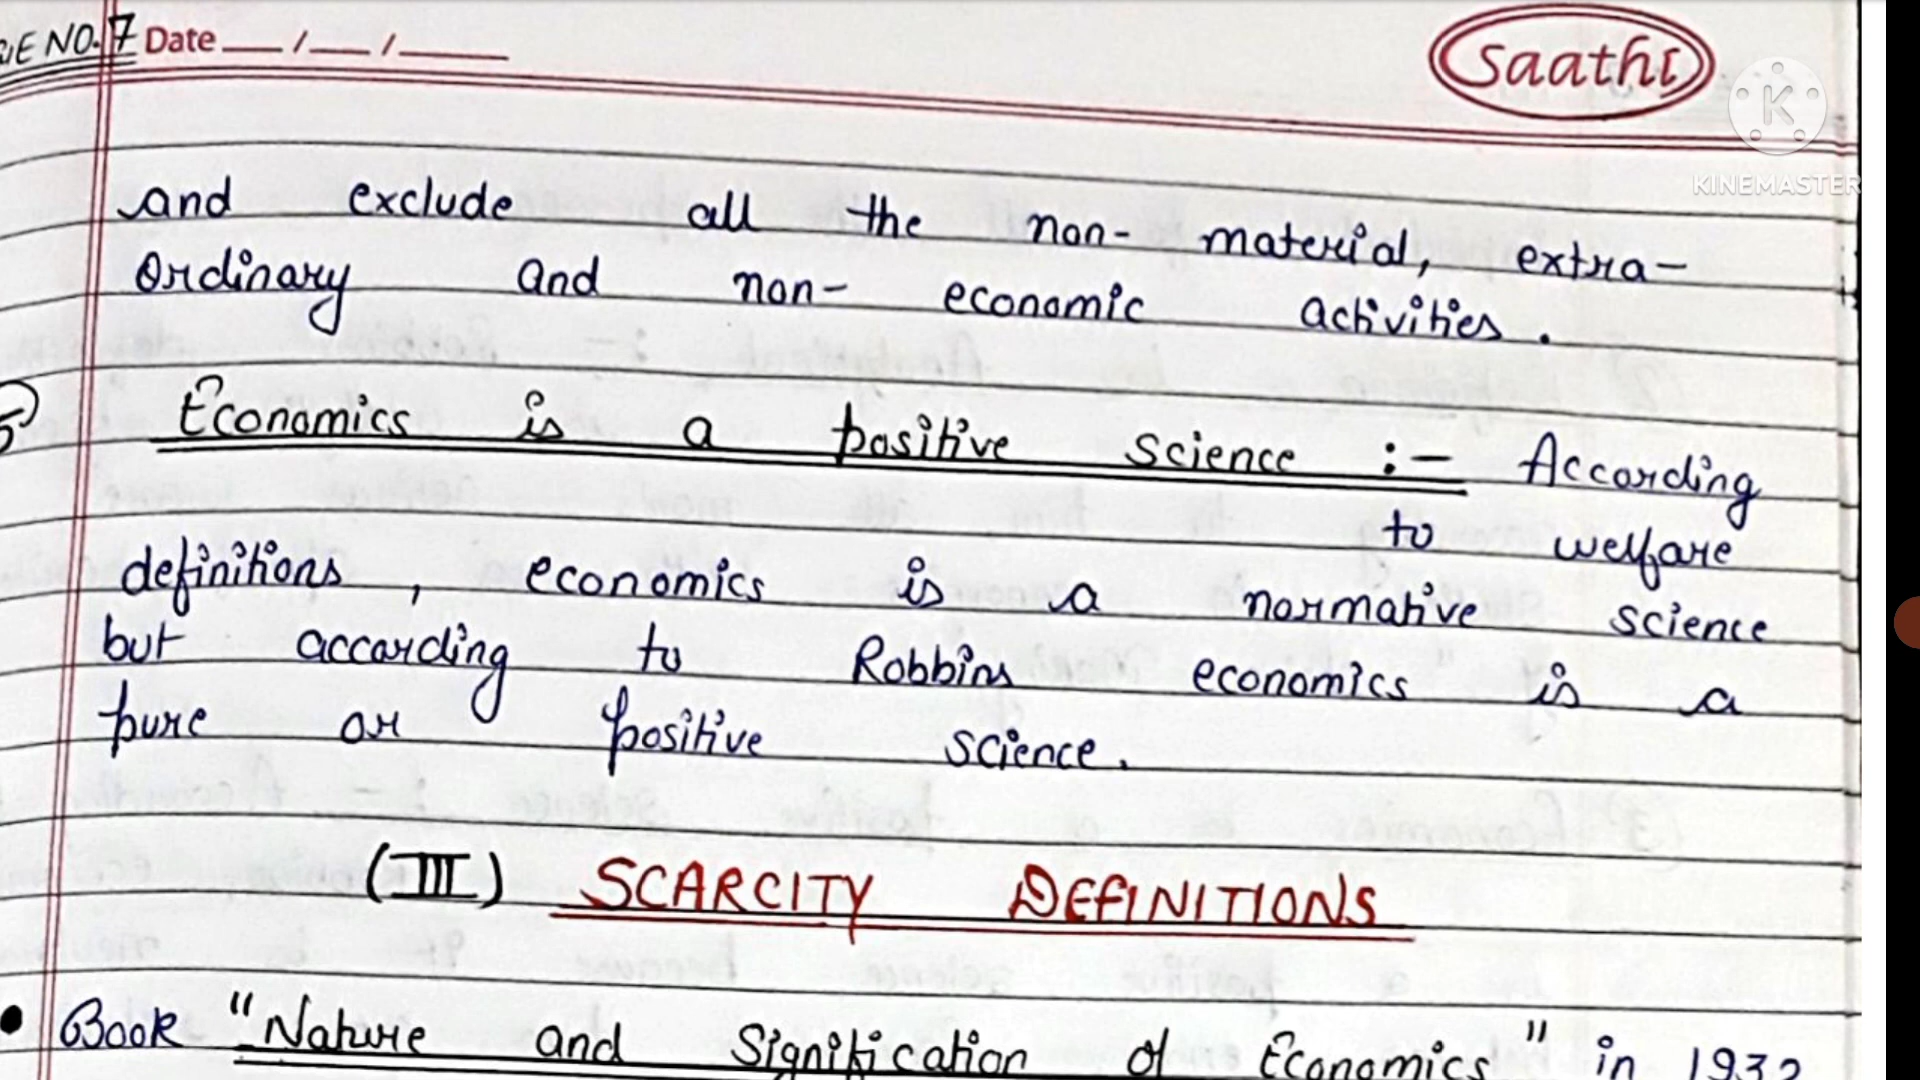 GE NO. 7 Date __/__/____
Saathi
KINEMASTER
and exclude all the non- material, extra-
ordinary and non- economic activities.
5) Economics is a positive science :- According
to welfare
definitions, economics is a normative science
but according to Robbins economics is a
pure or positive science.
(III) SCARCITY DEFINITIONS
• Book "Nature and Signification of Economics" in 1932